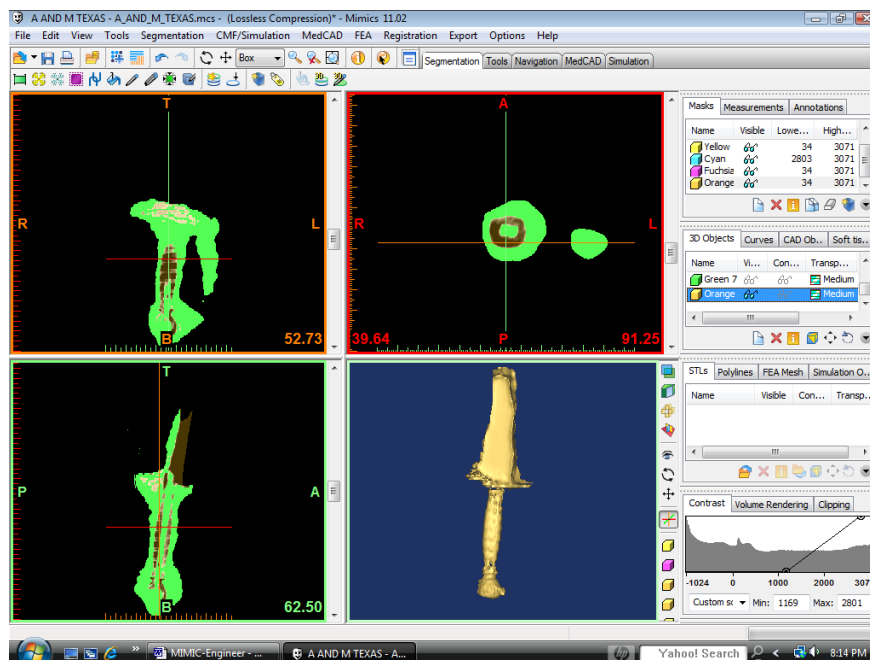 A AND M TEXAS - A_AND_M_TEXAS.mcs - (Lossless Compression)* - Mimics 11.02
File Edit View Tools Segmentation CMF/Simulation MedCAD FEA Registration Export Options Help
Box
Segmentation Tools Navigation MedCAD Simulation
T
R
L
B
52.73
A
R
L
P
39.64
91.25
T
P
A
B
62.50
Masks Measurements Annotations
Name Visible Lowe... High...
Yellow 34 3071
Cyan 2803 3071
Fuchsia 34 3071
Orange 34 3071
3D Objects Curves CAD Ob.. Soft tis...
Name Vi... Con... Transp...
Green 7 Medium
Orange Medium
STLs Polylines FEA Mesh Simulation O...
Name Visible Con... Transp...
Contrast Volume Rendering Clipping
-1024 0 1000 2000 307
Custom sc Min: 1169 Max: 2801
MIMIC-Engineer - ...
A AND M TEXAS - A...
hp
Yahoo! Search
8:14 PM